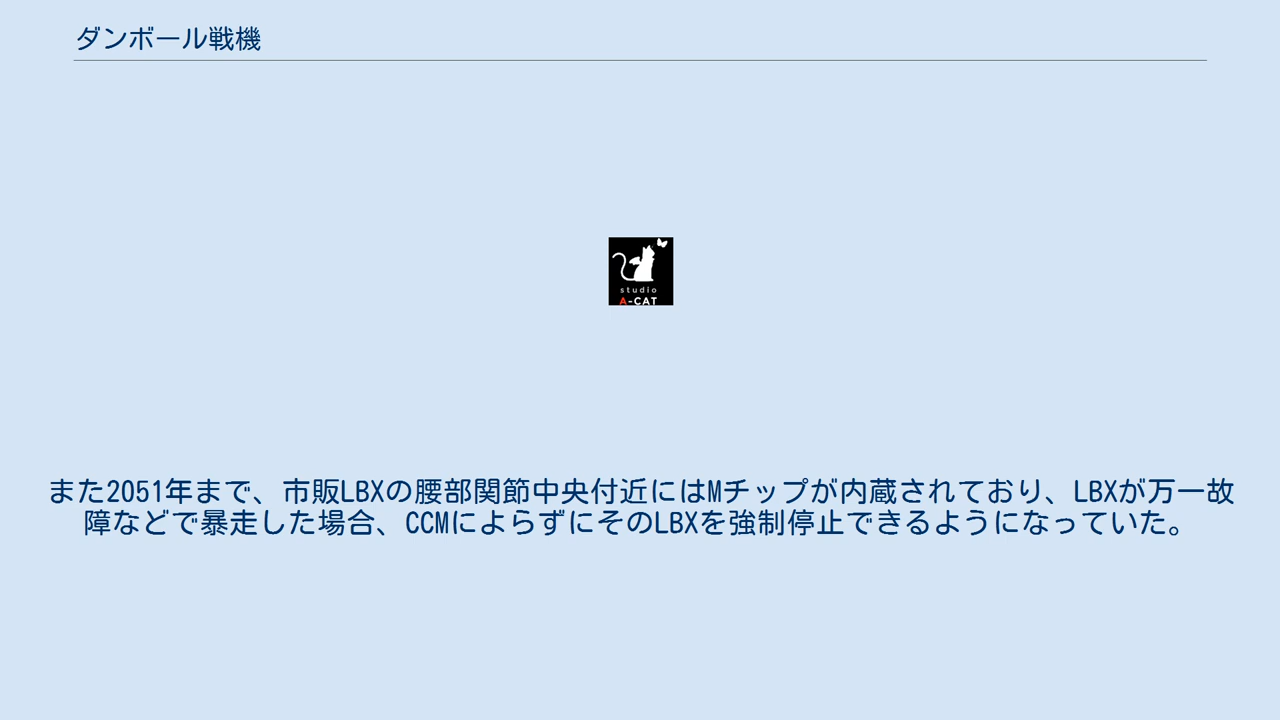 ダンボール戦機
studio
A-CAT
また2051年まで、市販LBXの腰部関節中央付近にはMチップが内蔵されており、LBXが万一故
障などで暴走した場合、CCMによらずにそのLBXを強制停止できるようになっていた。